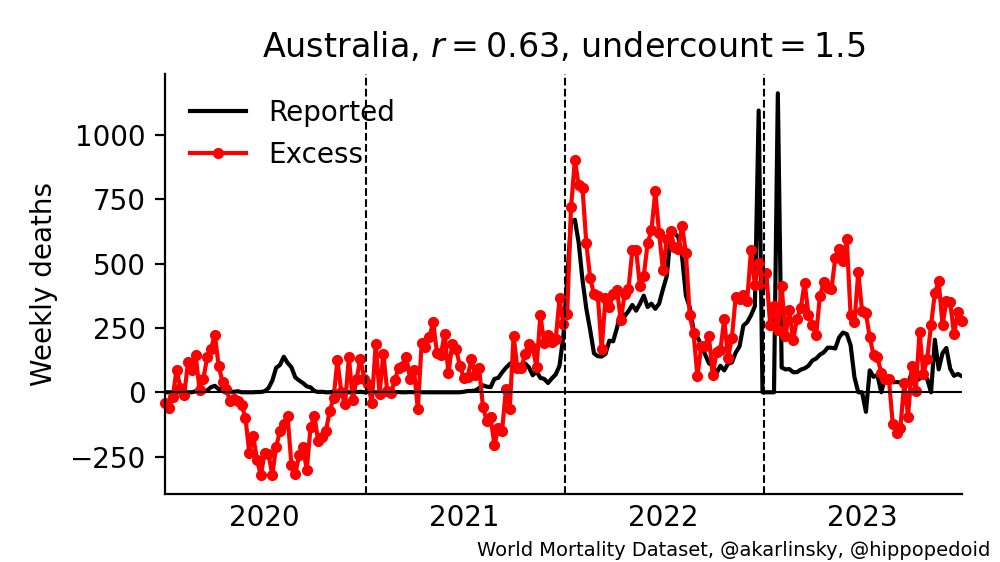 Australia, r = 0.63, undercount = 1.5
Reported
Excess
Weekly deaths
1000
750
500
250
0
−250
2020 2021 2022 2023
World Mortality Dataset, @akarlinsky, @hippopedoid